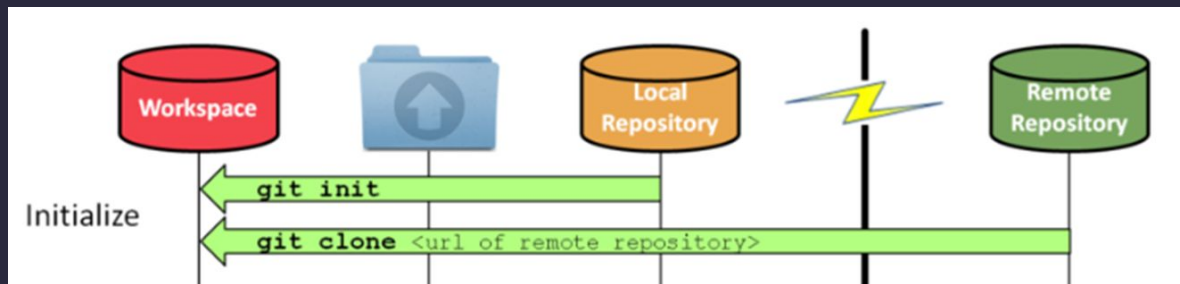 Workspace
Local
Repository
Remote
Repository
Initialize
git init
git clone <url of remote repository>